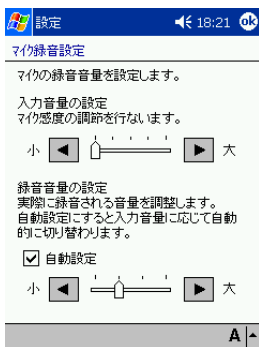 設定 18:21 ok
マイク録音設定
マイクの録音音量を設定します。
入力音量の設定
マイク感度の調節を行ないます。
小 大
録音音量の設定
実際に録音される音量を調整します。
自動設定にすると入力音量に応じて自動
的に切り替わります。
自動設定
小 大
A